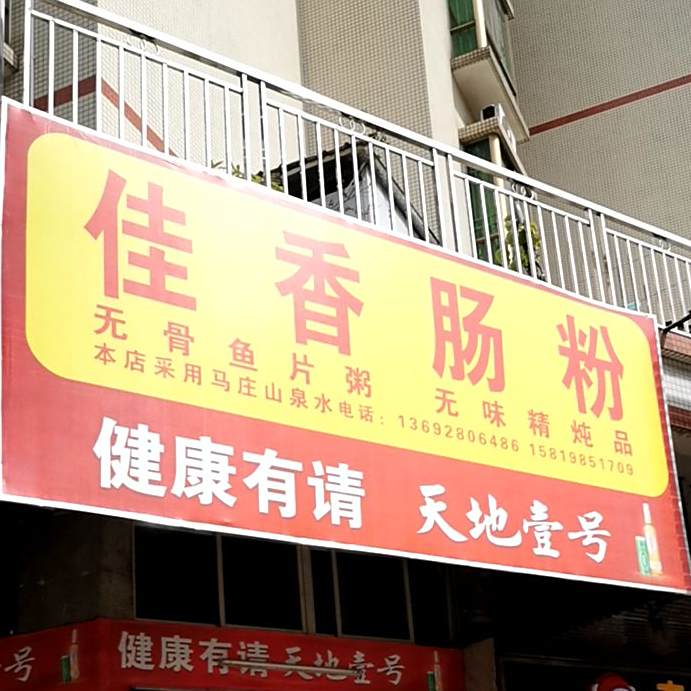 佳香肠粉
无骨鱼片粥 无味精炖品
本店采用马庄山泉水电话：13692806486 15819851709
健康有请 天地壹号
号 健康有请 天地壹号